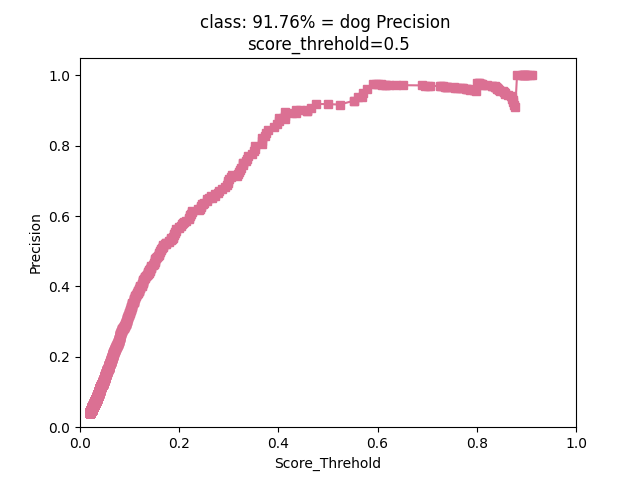 class: 91.76% = dog Precision
score_threhold=0.5
1.0
0.8
0.6
0.4
0.2
0.0
Precision
0.0 0.2 0.4 0.6 0.8 1.0
Score_Threhold